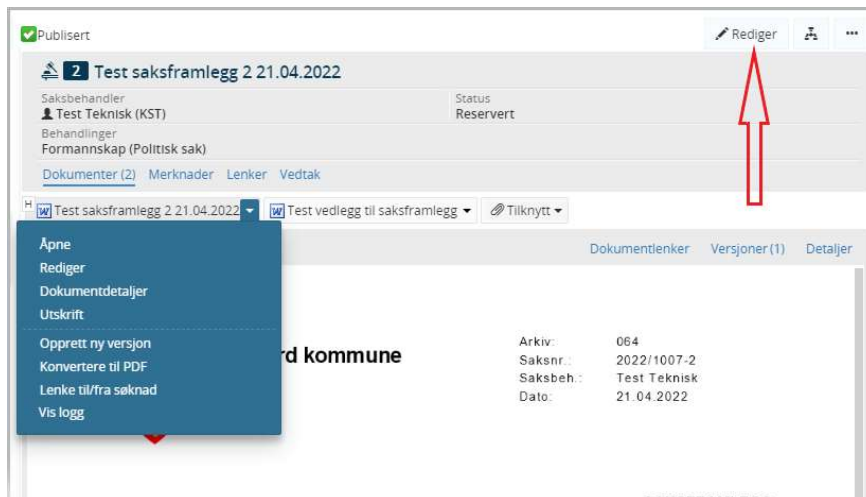 Publisert
Rediger
2 Test saksframlegg 2 21.04.2022
Saksbehandler Status
Test Teknisk (KST) Reservert
Behandlinger
Formannskap (Politisk sak)
Dokumenter (2) Merknader Lenker Vedtak
H Test saksframlegg 2 21.04.2022 Test vedlegg til saksframlegg Tilknytt
Dokumentlenker Versjoner (1) Detaljer
Åpne
Rediger
Dokumentdetaljer
Utskrift
Opprett ny versjon
Konvertere til PDF
Lenke til/fra søknad
Vis logg
rd kommune
Arkiv: 064
Saksnr.: 2022/1007-2
Saksbeh.: Test Teknisk
Dato: 21.04.2022